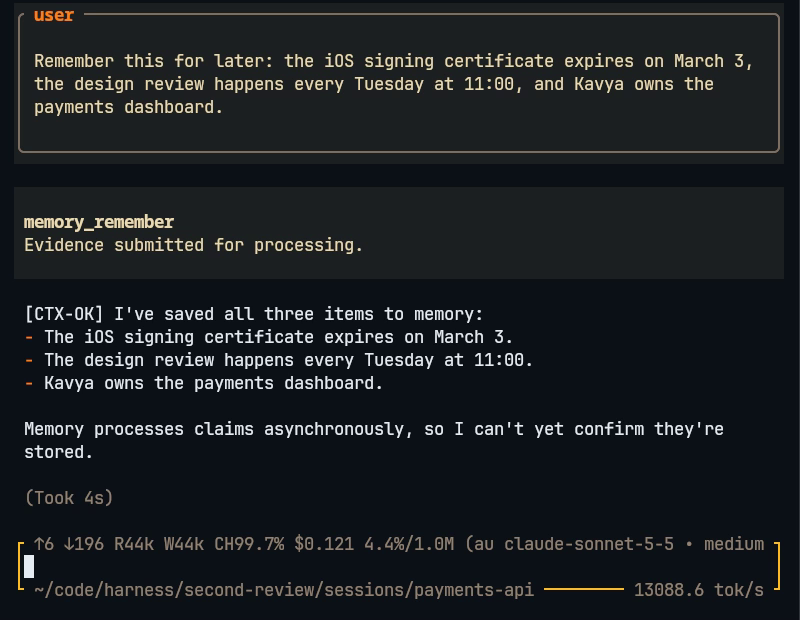 user
Remember this for later: the iOS signing certificate expires on March 3,
the design review happens every Tuesday at 11:00, and Kavya owns the
payments dashboard.
memory_remember
Evidence submitted for processing.
[CTX-OK] I've saved all three items to memory:
- The iOS signing certificate expires on March 3.
- The design review happens every Tuesday at 11:00.
- Kavya owns the payments dashboard.
Memory processes claims asynchronously, so I can't yet confirm they're
stored.
(Took 4s)
↑6 ↓196 R44k W44k CH99.7% $0.121 4.4%/1.0M (au claude-sonnet-5-5 • medium
~/code/harness/second-review/sessions/payments-api 13088.6 tok/s